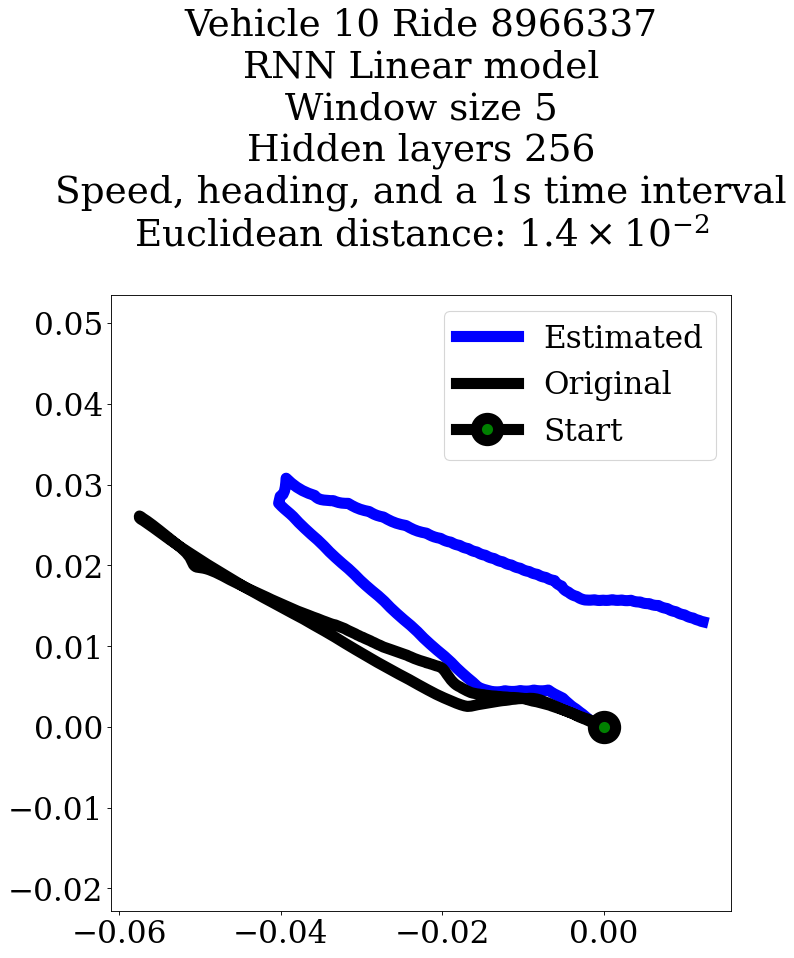 Vehicle 10 Ride 8966337
RNN Linear model
Window size 5
Hidden layers 256
Speed, heading, and a 1s time interval
Euclidean distance: 1.4 × 10⁻²
Estimated
Original
Start
0.05
0.04
0.03
0.02
0.01
0.00
−0.01
−0.02
−0.06 −0.04 −0.02 0.00